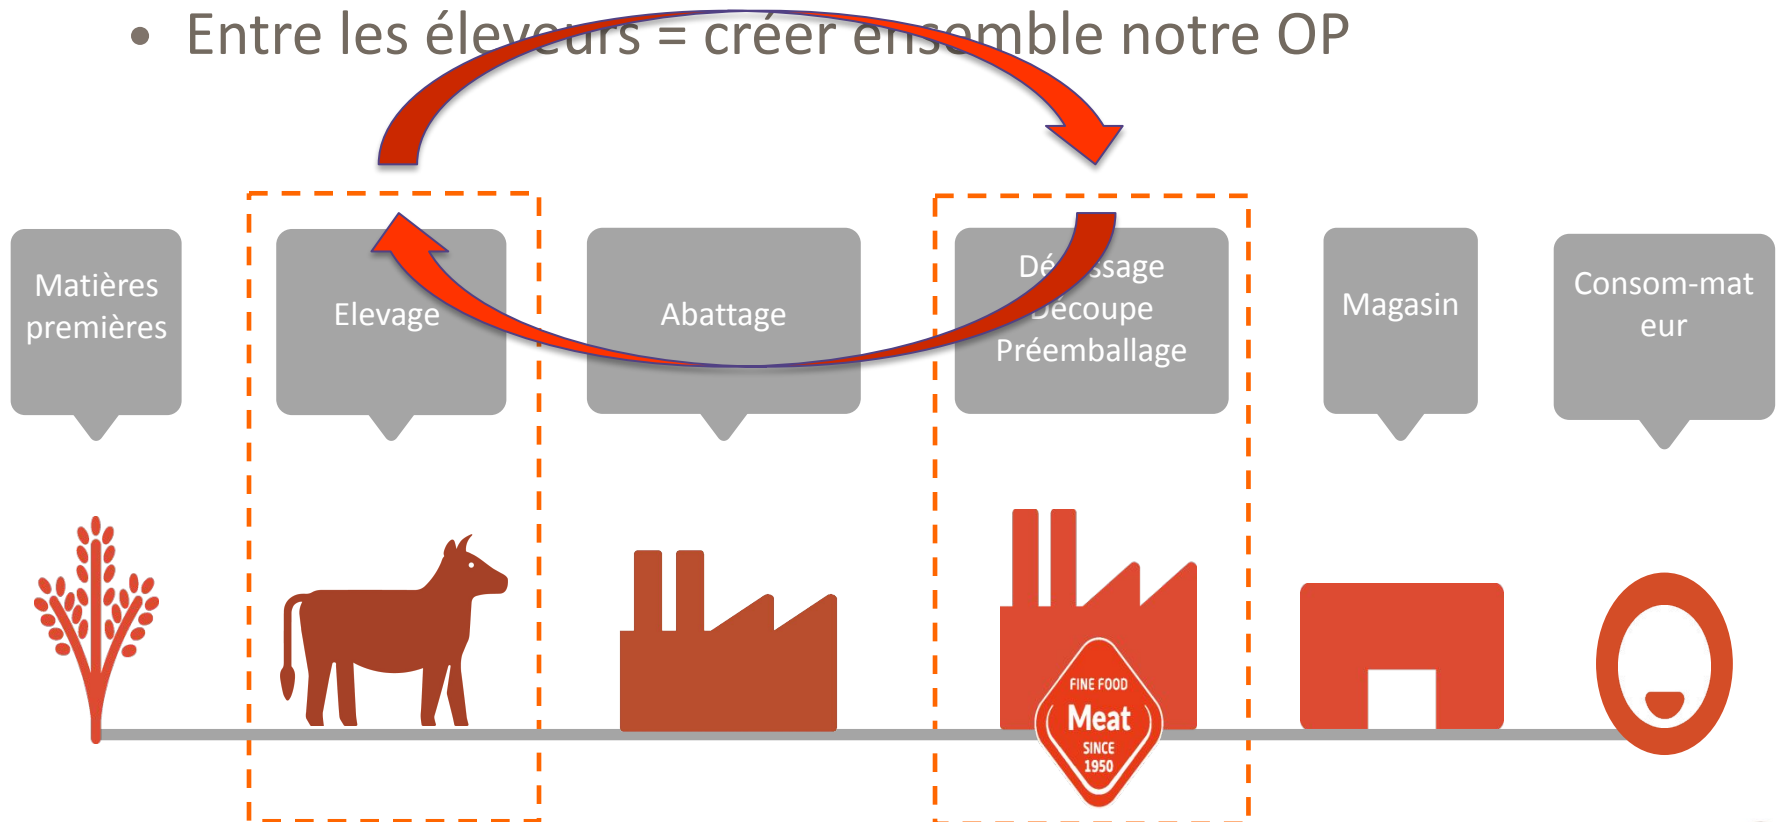 • Entre les éleveurs = créer ensemble notre OP
Matières
premières
Elevage
Abattage
Découpe
Préemballage
Magasin
Consom-mat
eur
FINE FOOD
Meat
SINCE
1950